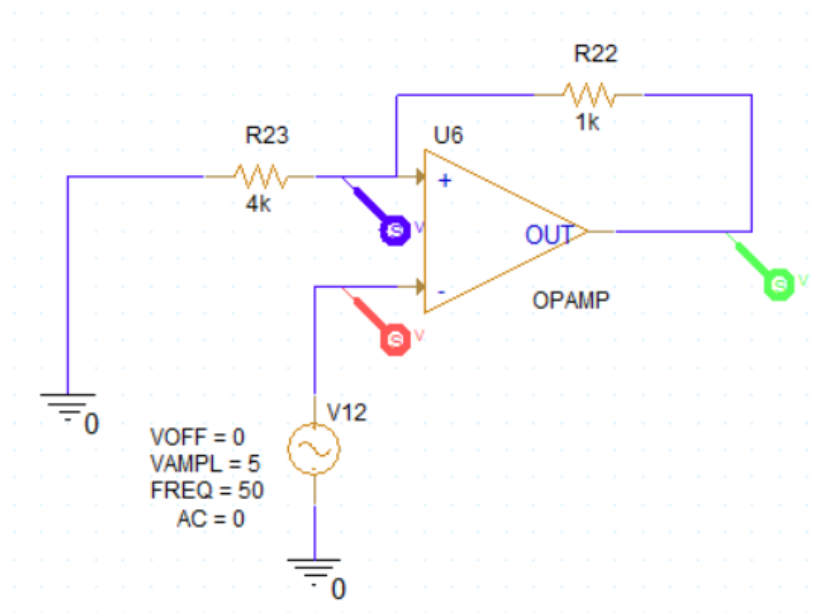 R22
1k
R23
4k
U6
+
OUT
-
OPAMP
V
V
V
0
V12
VOFF = 0
VAMPL = 5
FREQ = 50
AC = 0
0